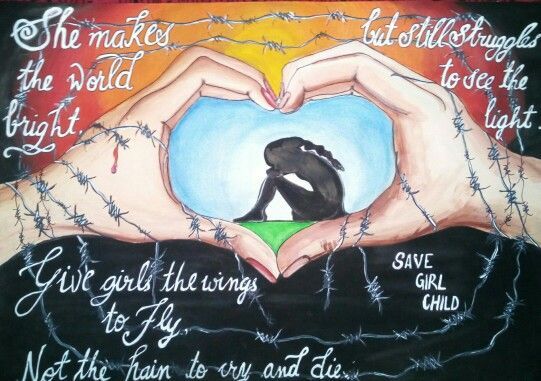 She makes
the world
bright.
but still struggles
to see the
light.
Give girls the wings
to Fly.
Not the hain to cry and die.
SAVE
GIRL
CHILD